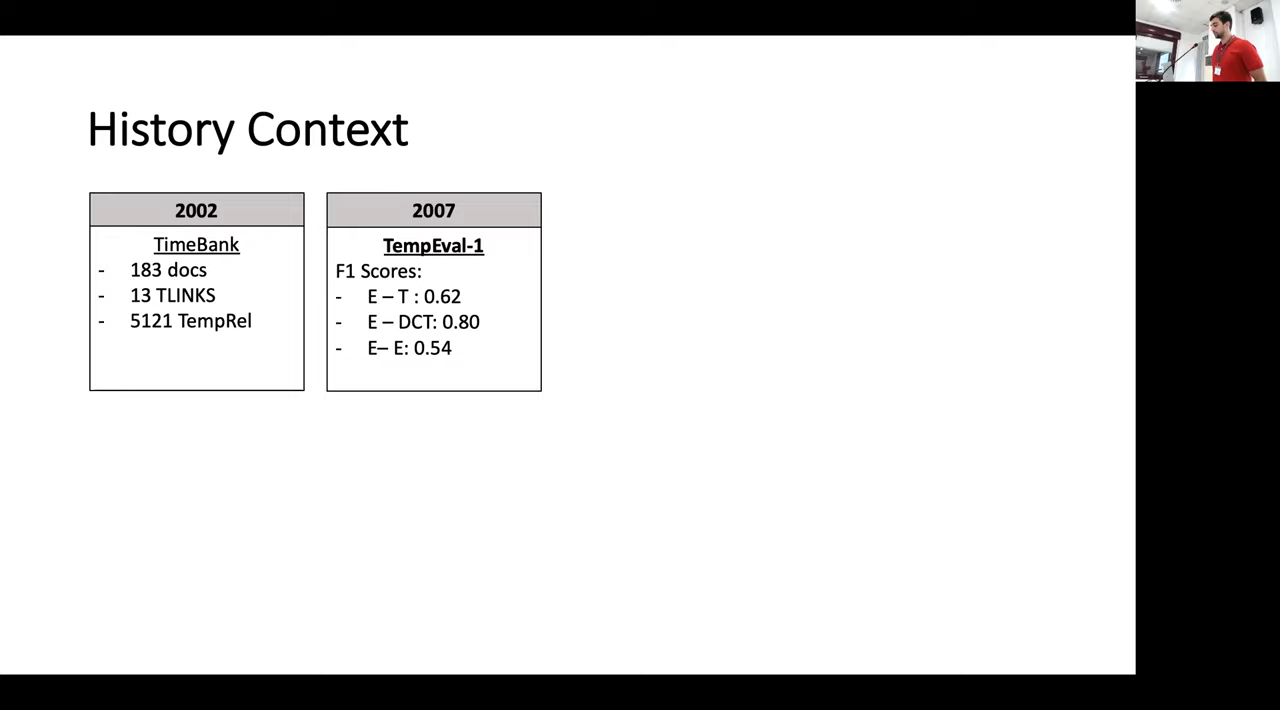 History Context
2002
TimeBank
- 183 docs
- 13 TLINKS
- 5121 TempRel
2007
TempEval-1
F1 Scores:
- E – T : 0.62
- E – DCT: 0.80
- E– E: 0.54